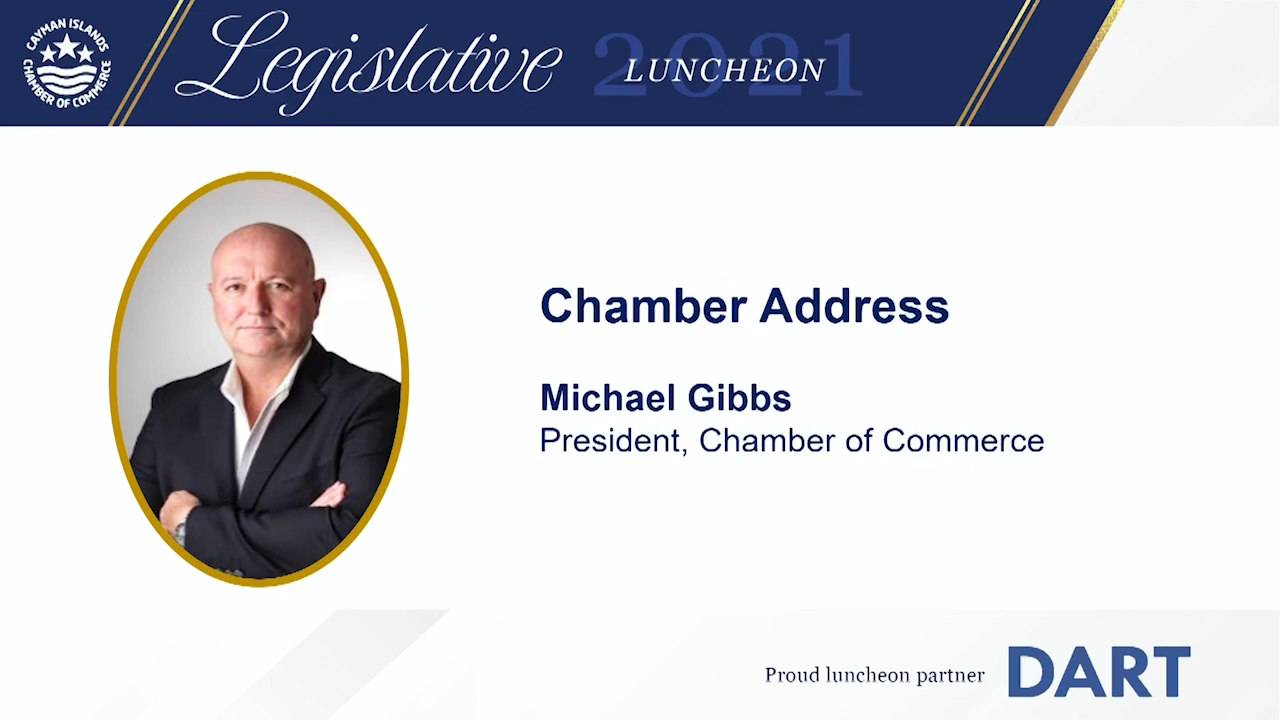 CAYMAN ISLANDS
CHAMBER OF COMMERCE
Legislative 2021 LUNCHEON
Chamber Address
Michael Gibbs
President, Chamber of Commerce
Proud luncheon partner DART